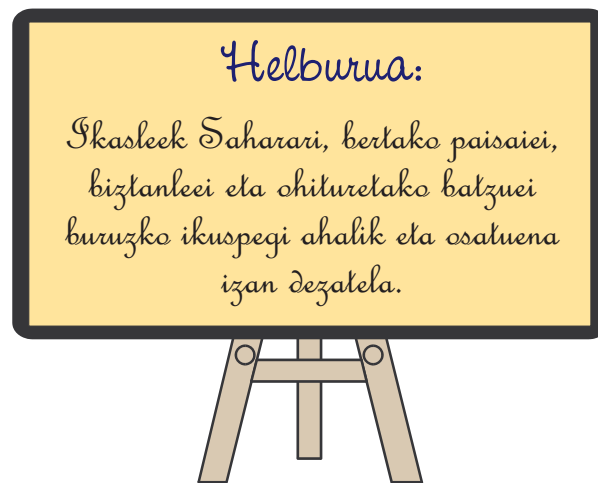 Helburua:
Ikasleek Saharari, bertako paisaiei,
biztanleei eta ohituretako batzuei
buruzko ikuspegi ahalik eta osatuena
izan dezatela.